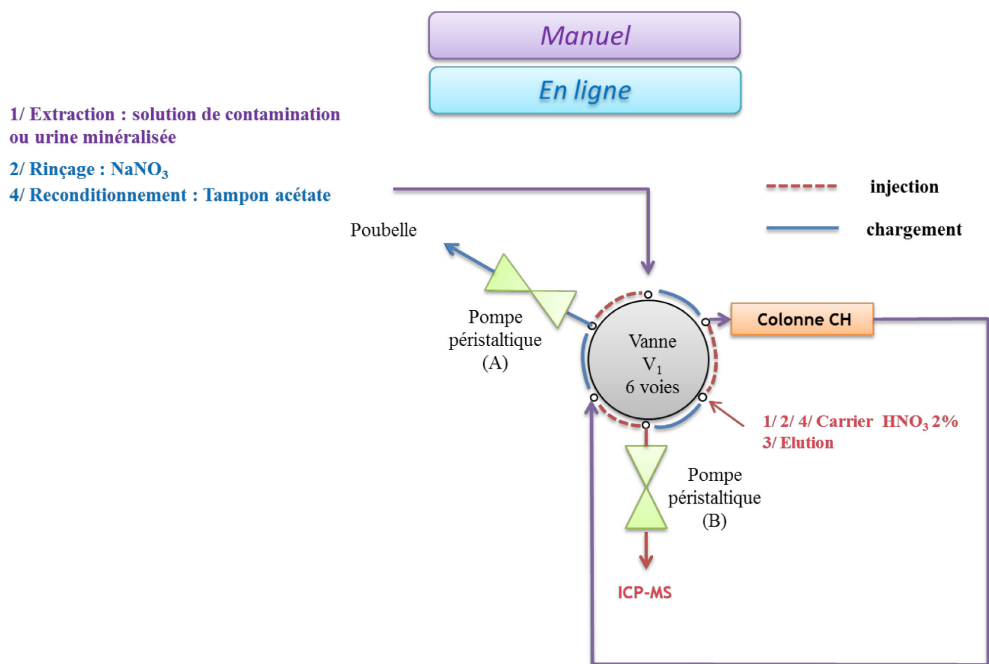 Manuel
En ligne
1/ Extraction : solution de contamination
ou urine minéralisée
2/ Rinçage : NaNO3
4/ Reconditionnement : Tampon acétate
injection
chargement
Poubelle
Pompe
péristaltique
(A)
Vanne
V1
6 voies
Colonne CH
1/ 2/ 4/ Carrier HNO3 2%
3/ Elution
Pompe
péristaltique
(B)
ICP-MS